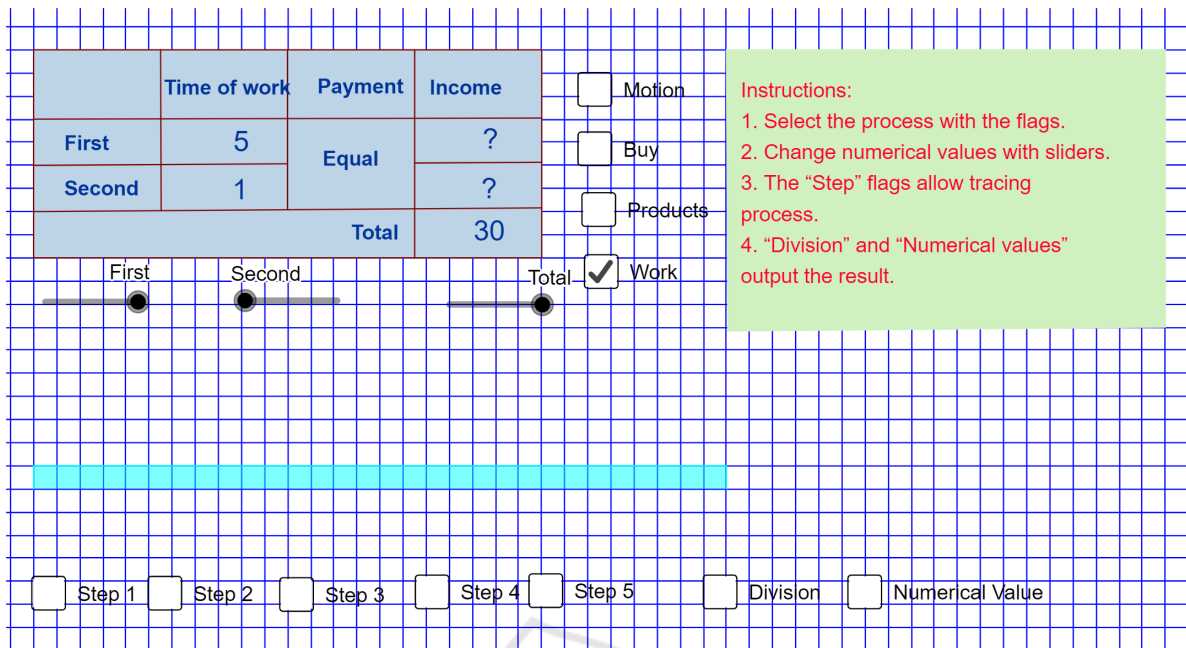 Time of work Payment Income
First 5 Equal ?
Second 1 ?
Total 30
First Second Total
Motion
Buy
Products
Work
Instructions:
1. Select the process with the flags.
2. Change numerical values with sliders.
3. The “Step” flags allow tracing
process.
4. “Division” and “Numerical values”
output the result.
Step 1 Step 2 Step 3 Step 4 Step 5 Division Numerical Value